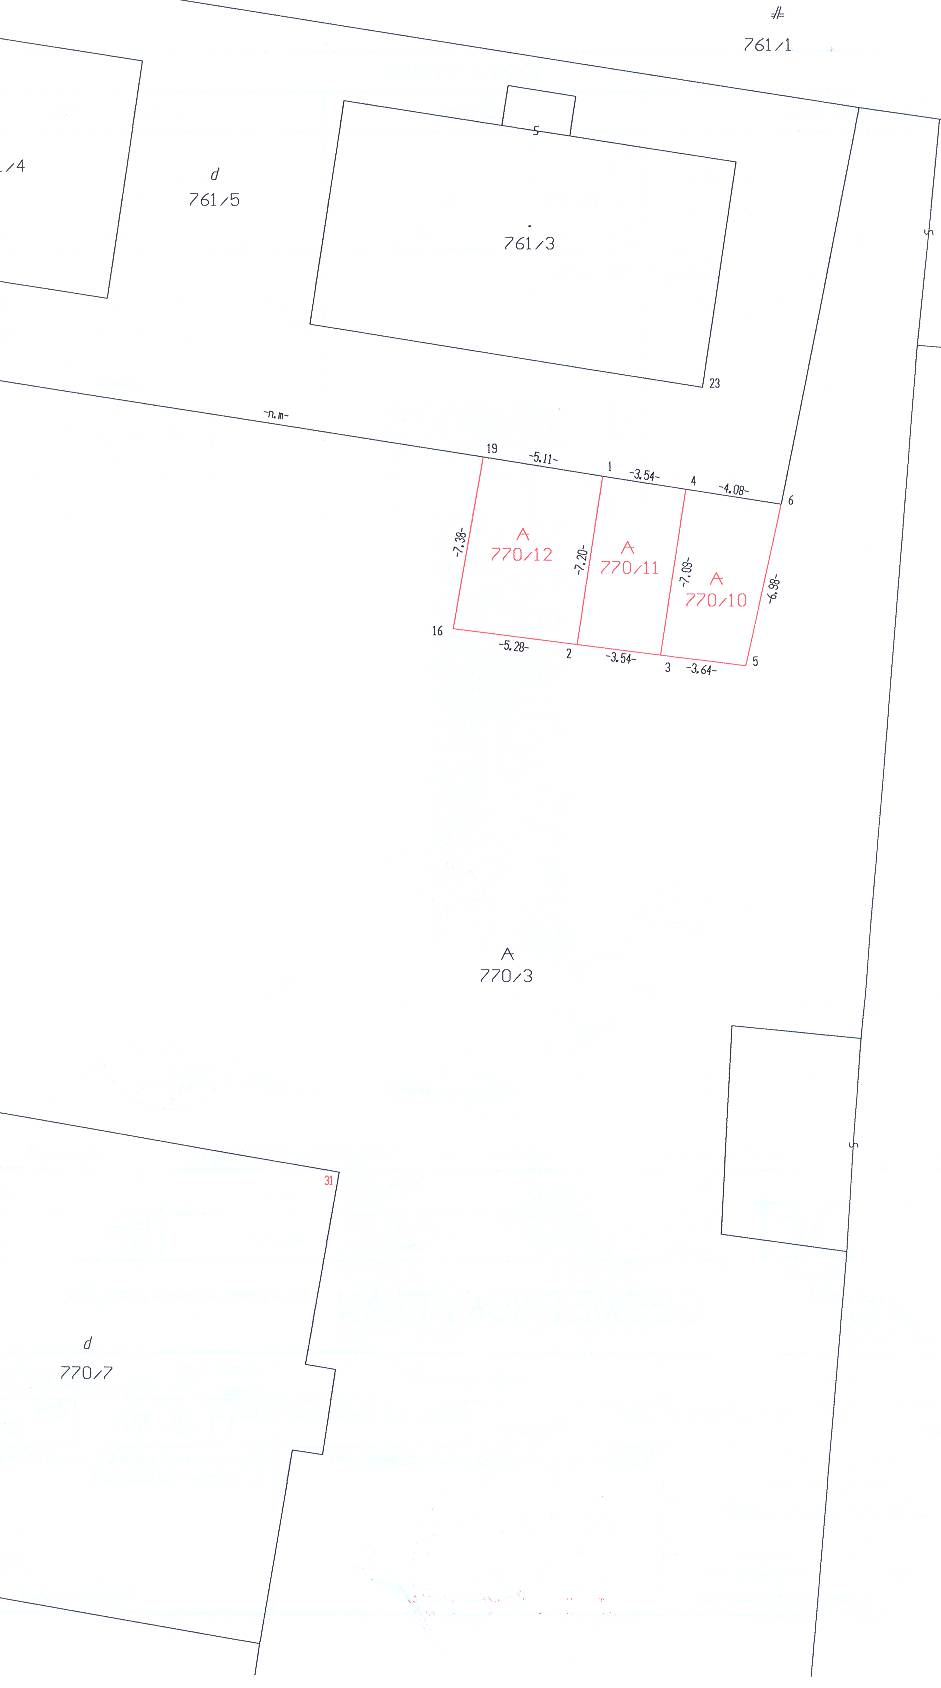 761/1
S
/4
d
761/5
761/3
S
23
-n.m-
19
-5.11-
1
-3.54-
4
-4.08-
6
-7.38-
A
770/12
-7.20-
A
770/11
-7.09-
A
770/10
-6.98-
16
-5.28-
2
-3.54-
3
-3.64-
5
A
770/3
S
31
d
770/7